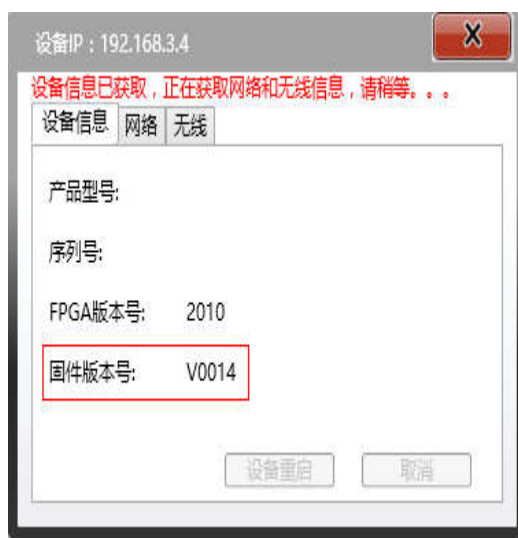 设备IP : 192.168.3.4
设备信息已获取 , 正在获取网络和无线信息 , 请稍等。。。
设备信息 网络 无线
产品型号:
序列号:
FPGA版本号: 2010
固件版本号: V0014
设备重启 取消